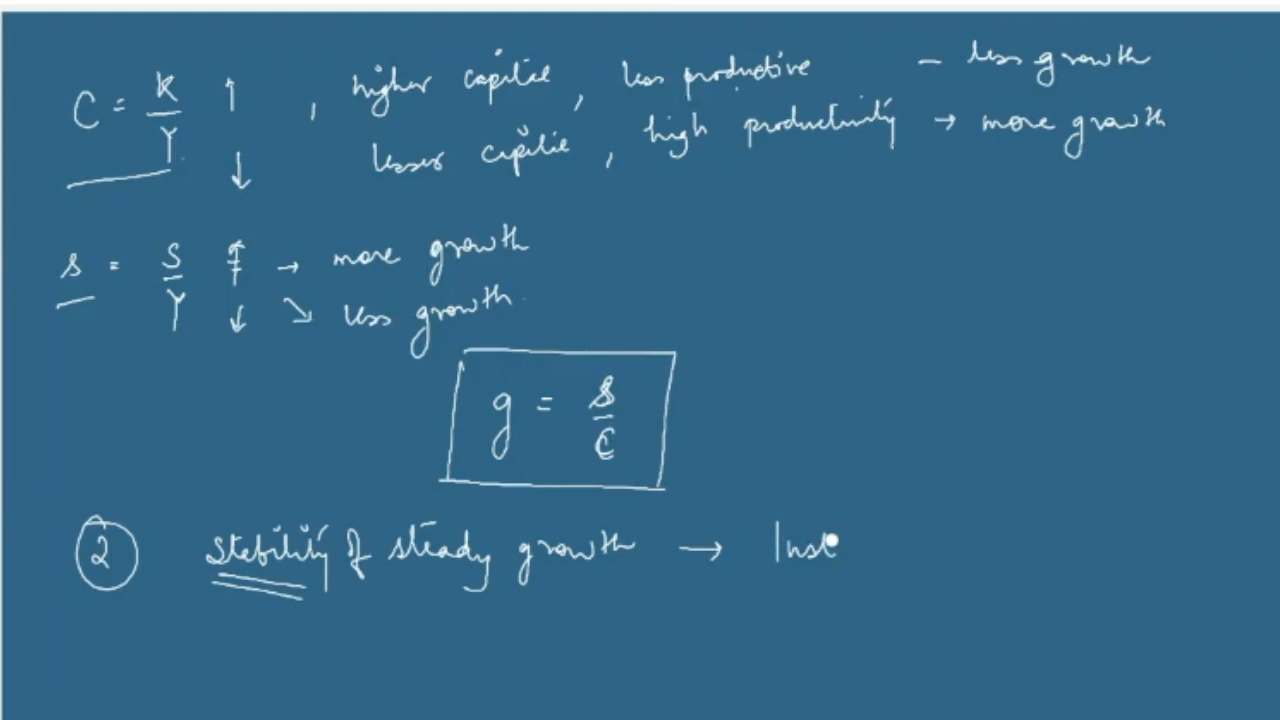 C = K/Y ↑ , higher capital , less productive – less growth
↓ lesser capital , high productivity → more growth
s = S/Y ↑ → more growth
↓ ↘ less growth.
g = s/C
2 Stability of steady growth → Inst